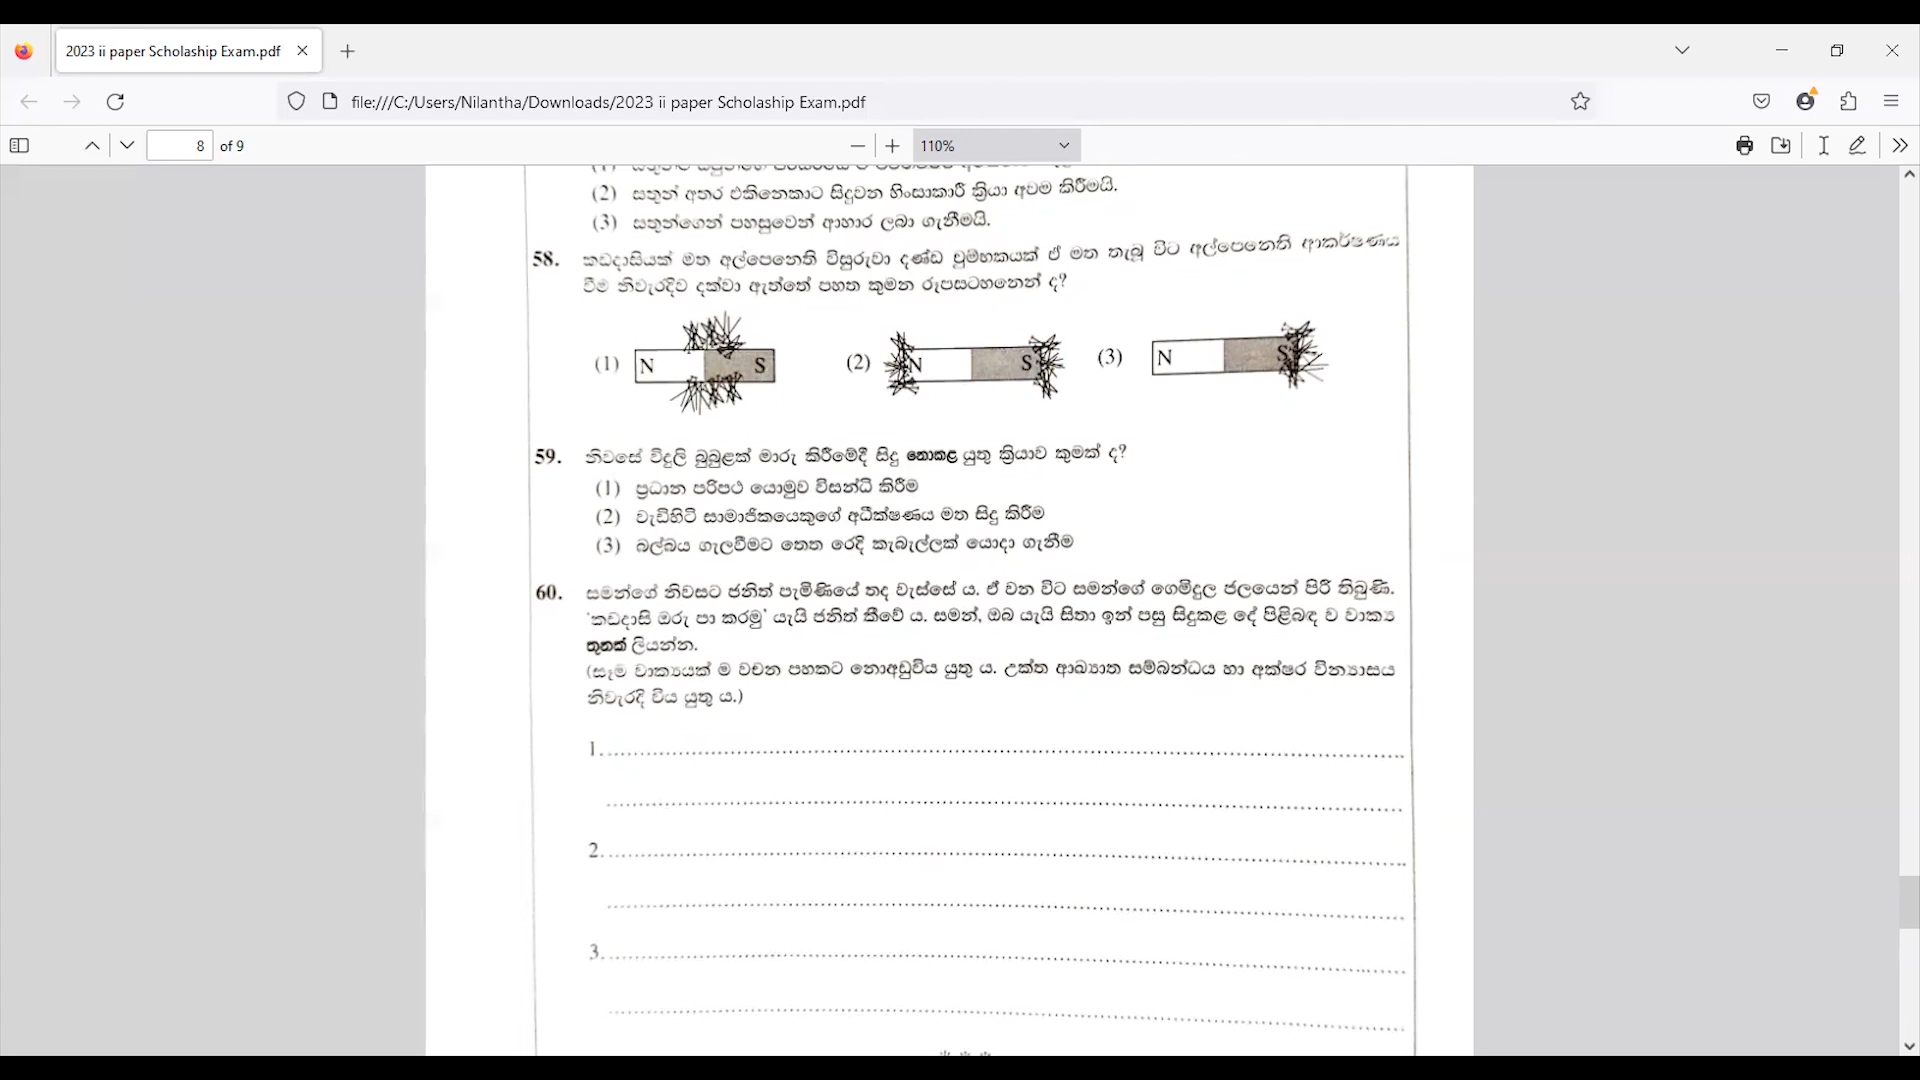 2023 ii paper Scholaship Exam.pdf
file:///C:/Users/Nilantha/Downloads/2023 ii paper Scholaship Exam.pdf
8 of 9
110%
(2) සතුන් අතර එකිනෙකාට සිදුවන හිංසාකාරී ක්‍රියා අවම කිරීමයි.
(3) සතුන්ගෙන් පහසුවෙන් ආහාර ලබා ගැනීමයි.
58. කඩදාසියක් මත අල්පෙනෙති විසුරුවා දණ්ඩ චුම්භකයක් ඒ මත තැබූ විට අල්පෙනෙති ආකර්ෂණය
වීම නිවැරදිව දක්වා ඇත්තේ පහත කුමන රූපසටහනෙන් ද?
(1) N S (2) N S (3) N S
59. නිවසේ විදුලි බුබුළක් මාරු කිරීමේදී සිදු නොකළ යුතු ක්‍රියාව කුමක් ද?
(1) ප්‍රධාන පරිපථ යොමුව විසන්ධි කිරීම
(2) වැඩිහිටි සාමාජිකයෙකුගේ අධීක්ෂණය මත සිදු කිරීම
(3) බල්බය ගැලවීමට තෙත රෙදි කැබැල්ලක් යොදා ගැනීම
60. සමන්ගේ නිවසට ජනිත් පැමිණියේ තද වැස්සේ ය. ඒ වන විට සමන්ගේ ගෙමිදුල ජලයෙන් පිරී තිබුණි.
'කඩදාසි ඔරු පා කරමු' යැයි ජනිත් කීවේ ය. සමන්, ඔබ යැයි සිතා ඉන් පසු සිදුකළ දේ පිළිබඳ ව වාක්‍ය
තුනක් ලියන්න.
(සෑම වාක්‍යයක් ම වචන පහකට නොඅඩුවිය යුතු ය. උක්ත ආඛ්‍යාත සම්බන්ධය හා අක්ෂර වින්‍යාසය
නිවැරදි විය යුතු ය.)
1.
2.
3.